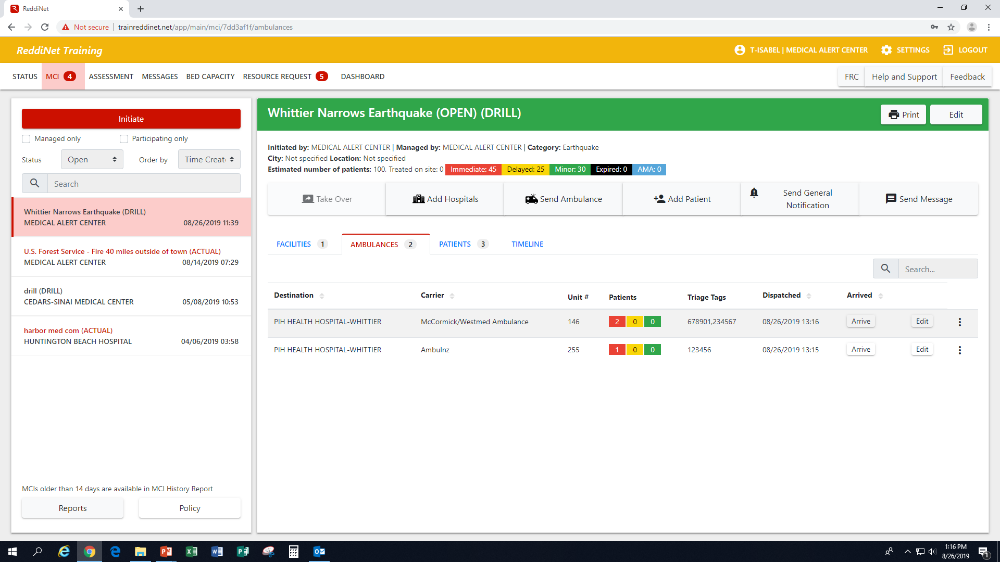 ReddiNet
Not secure | trainreddinet.net/app/main/mci/7dd3af1f/ambulances
ReddiNet Training
T-ISABEL | MEDICAL ALERT CENTER
SETTINGS
LOGOUT
STATUS
MCI 4
ASSESSMENT
MESSAGES
BED CAPACITY
RESOURCE REQUEST 5
DASHBOARD
FRC
Help and Support
Feedback
Initiate
Managed only
Participating only
Status
Open
Order by
Time Creat
Search
Whittier Narrows Earthquake (DRILL)
MEDICAL ALERT CENTER 08/26/2019 11:39
U.S. Forest Service - Fire 40 miles outside of town (ACTUAL)
MEDICAL ALERT CENTER 08/14/2019 07:29
drill (DRILL)
CEDARS-SINAI MEDICAL CENTER 05/08/2019 10:53
harbor med com (ACTUAL)
HUNTINGTON BEACH HOSPITAL 04/06/2019 03:58
MCIs older than 14 days are available in MCI History Report
Reports
Policy
Whittier Narrows Earthquake (OPEN) (DRILL)
Print
Edit
Initiated by: MEDICAL ALERT CENTER | Managed by: MEDICAL ALERT CENTER | Category: Earthquake
City: Not specified Location: Not specified
Estimated number of patients: 100, Treated on site: 0 Immediate: 45 Delayed: 25 Minor: 30 Expired: 0 AMA: 0
Take Over
Add Hospitals
Send Ambulance
Add Patient
Send General
Notification
Send Message
FACILITIES 1
AMBULANCES 2
PATIENTS 3
TIMELINE
Search...
Destination Carrier Unit # Patients Triage Tags Dispatched Arrived
PIH HEALTH HOSPITAL-WHITTIER McCormick/Westmed Ambulance 146 2 0 0 678901,234567 08/26/2019 13:16 Arrive Edit
PIH HEALTH HOSPITAL-WHITTIER Ambulnz 255 1 0 0 123456 08/26/2019 13:15 Arrive Edit
1:16 PM
8/26/2019
1